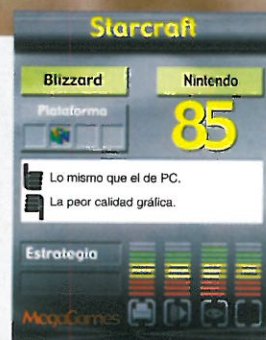 Starcraft
Blizzard
Nintendo
Plataforma
85
Lo mismo que el de PC.
La peor calidad gráfica.
Estrategia
MegaGames